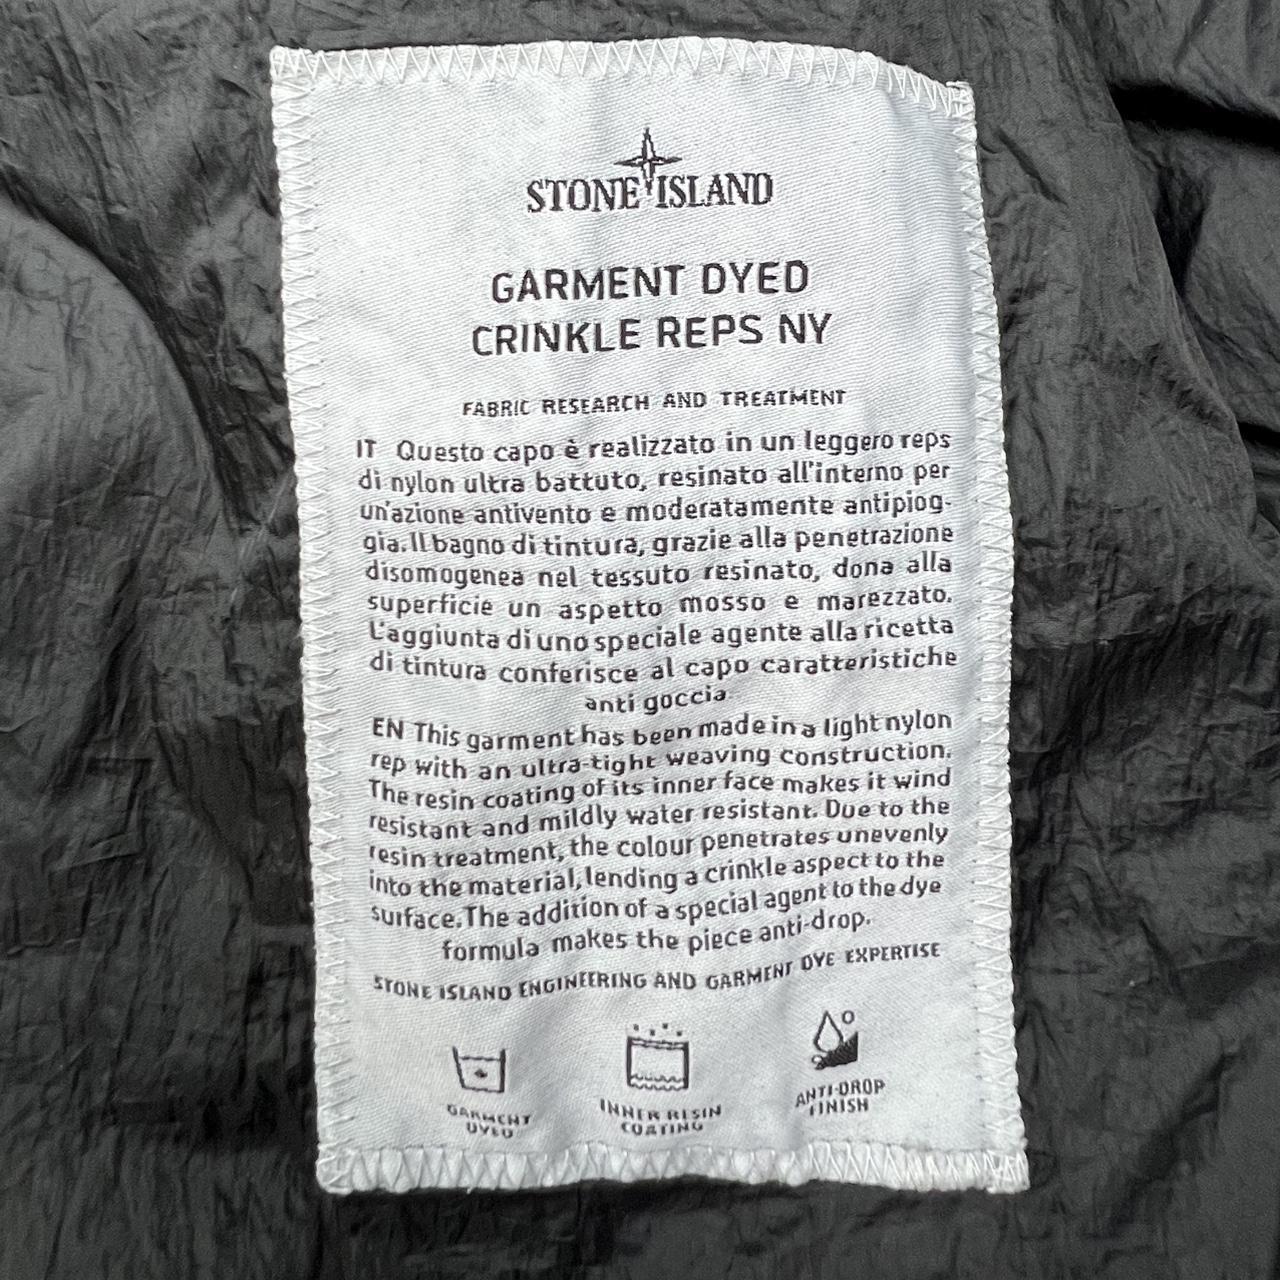 STONE ISLAND
GARMENT DYED
CRINKLE REPS NY
FABRIC RESEARCH AND TREATMENT
IT Questo capo è realizzato in un leggero reps
di nylon ultra battuto, resinato all'interno per
un'azione antivento e moderatamente antipiog-
gia. Il bagno di tintura, grazie alla penetrazione
disomogenea nel tessuto resinato, dona alla
superficie un aspetto mosso e marezzato.
L'aggiunta di uno speciale agente alla ricetta
di tintura conferisce al capo caratteristiche
anti goccia
EN This garment has been made in a light nylon
rep with an ultra-tight weaving construction.
The resin coating of its inner face makes it wind
resistant and mildly water resistant. Due to the
resin treatment, the colour penetrates unevenly
into the material, lending a crinkle aspect to the
surface. The addition of a special agent to the dye
formula makes the piece anti-drop.
STONE ISLAND ENGINEERING AND GARMENT DYE EXPERTISE
GARMENT
DYED
INNER RESIN
COATING
ANTI-DROP
FINISH